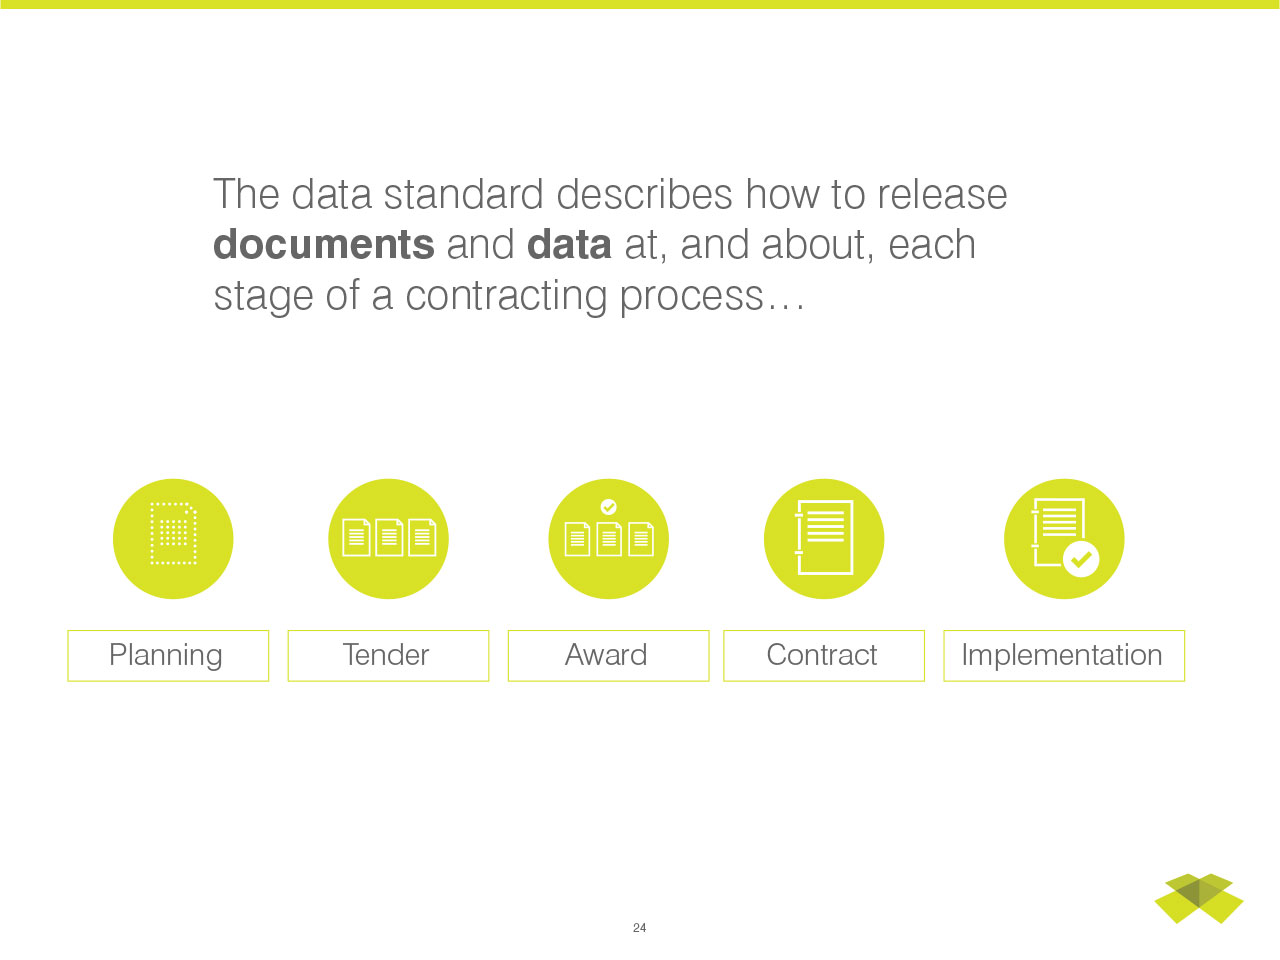 The data standard describes how to release
documents and data at, and about, each
stage of a contracting process…
Planning
Tender
Award
Contract
Implementation
24